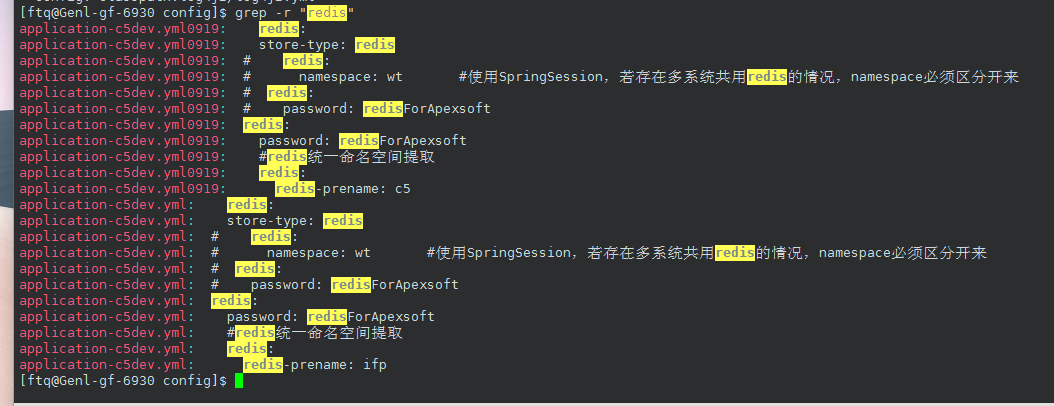 [ftq@Genl-gf-6930 config]$ grep -r "redis"
application-c5dev.yml0919:    redis:
application-c5dev.yml0919:    store-type: redis
application-c5dev.yml0919:  #    redis:
application-c5dev.yml0919:  #      namespace: wt       #使用SpringSession，若存在多系统共用redis的情况，namespace必须区分开来
application-c5dev.yml0919:  #  redis:
application-c5dev.yml0919:  #    password: redisForApexsoft
application-c5dev.yml0919:  redis:
application-c5dev.yml0919:    password: redisForApexsoft
application-c5dev.yml0919:    #redis统一命名空间提取
application-c5dev.yml0919:    redis:
application-c5dev.yml0919:      redis-prename: c5
application-c5dev.yml:    redis:
application-c5dev.yml:    store-type: redis
application-c5dev.yml:  #    redis:
application-c5dev.yml:  #      namespace: wt       #使用SpringSession，若存在多系统共用redis的情况，namespace必须区分开来
application-c5dev.yml:  #  redis:
application-c5dev.yml:  #    password: redisForApexsoft
application-c5dev.yml:  redis:
application-c5dev.yml:    password: redisForApexsoft
application-c5dev.yml:    #redis统一命名空间提取
application-c5dev.yml:    redis:
application-c5dev.yml:      redis-prename: ifp
[ftq@Genl-gf-6930 config]$